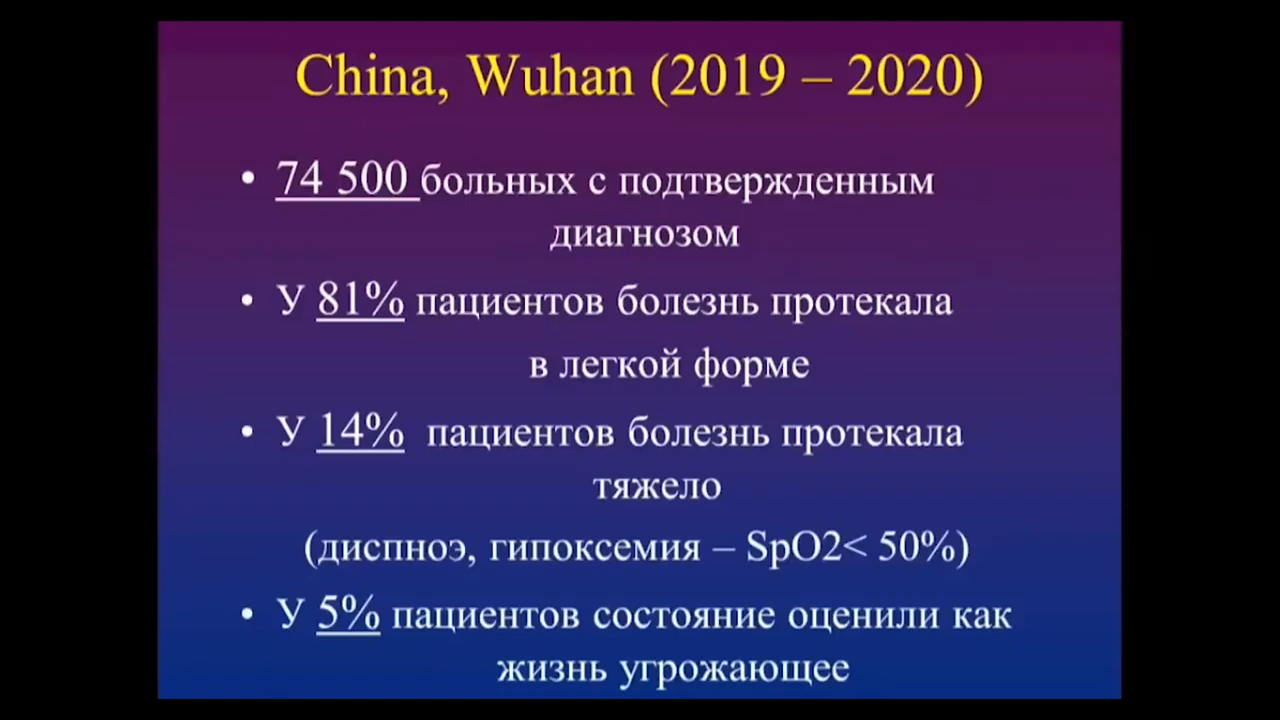 China, Wuhan (2019 – 2020)
• 74 500 больных с подтвержденным
диагнозом
• У 81% пациентов болезнь протекала
в легкой форме
• У 14% пациентов болезнь протекала
тяжело
(диспноэ, гипоксемия – SpO2< 50%)
• У 5% пациентов состояние оценили как
жизнь угрожающее